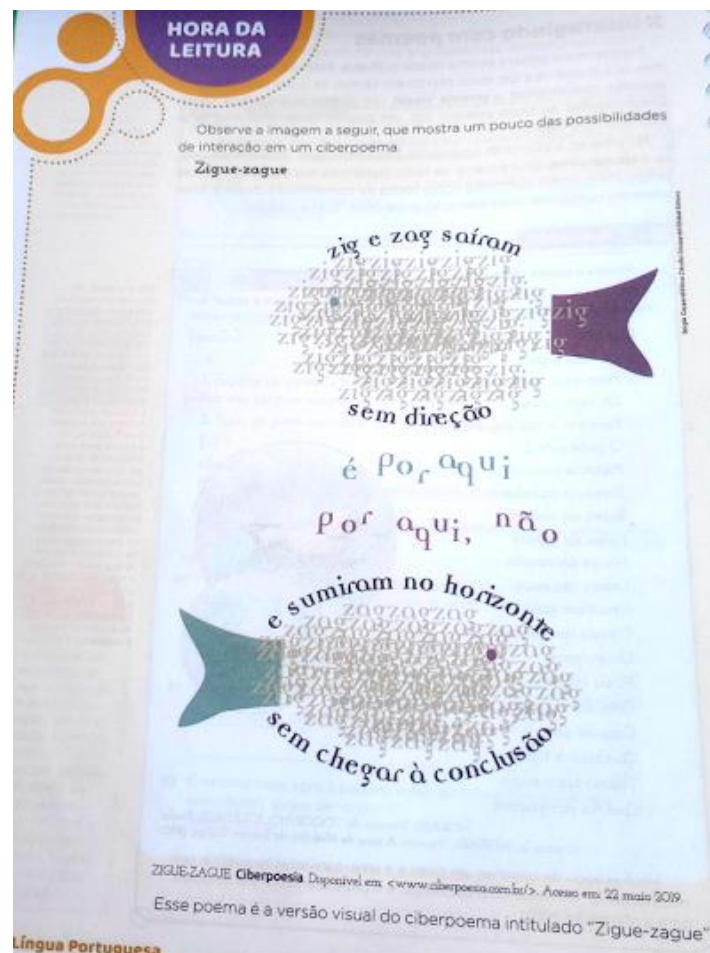 HORA DA
LEITURA
Observe a imagem a seguir, que mostra um pouco das possibilidades
de interação em um ciberpoema.
Zigue-zague
zig e zag saíram
zigzigzigzigzig
sem direção
é por aqui
por aqui, não
e sumiram no horizonte
zagzagzagzag
sem chegar à conclusão
ZIGUE-ZAGUE. Ciberpoesia. Disponível em: <www.ciberpoesia.com.br/>. Acesso em: 22 maio 2019.
Esse poema é a versão visual do ciberpoema intitulado "Zigue-zague"
Língua Portuguesa